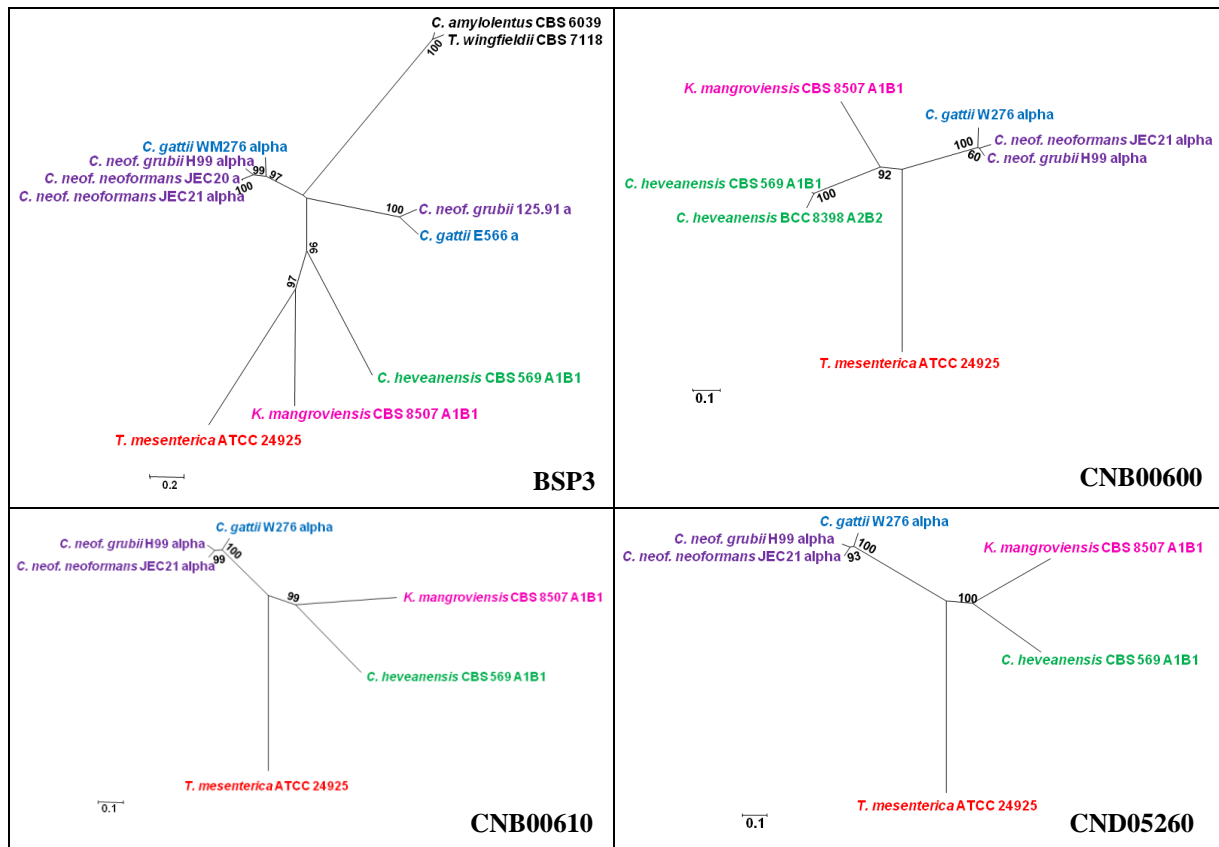 C. amylolentus CBS 6039
T. wingfieldii CBS 7118
100
C. gattii WM276 alpha
C. neof. grubii H99 alpha
99
97
C. neof. neoformans JEC20 a
100
C. neof. neoformans JEC21 alpha
100
C. neof. grubii 125.91 a
C. gattii E566 a
96
97
C. heveanensis CBS 569 A1B1
K. mangroviensis CBS 8507 A1B1
T. mesenterica ATCC 24925
0.2
BSP3
K. mangroviensis CBS 8507 A1B1
C. gattii W276 alpha
100
C. neof. neoformans JEC21 alpha
60
C. neof. grubii H99 alpha
92
C. heveanensis CBS 569 A1B1
100
C. heveanensis BCC 8398 A2B2
T. mesenterica ATCC 24925
0.1
CNB00600
C. gattii W276 alpha
C. neof. grubii H99 alpha
100
99
C. neof. neoformans JEC21 alpha
99
K. mangroviensis CBS 8507 A1B1
C. heveanensis CBS 569 A1B1
T. mesenterica ATCC 24925
0.1
CNB00610
C. gattii W276 alpha
C. neof. grubii H99 alpha
100
C. neof. neoformans JEC21 alpha
93
K. mangroviensis CBS 8507 A1B1
100
C. heveanensis CBS 569 A1B1
T. mesenterica ATCC 24925
0.1
CND05260